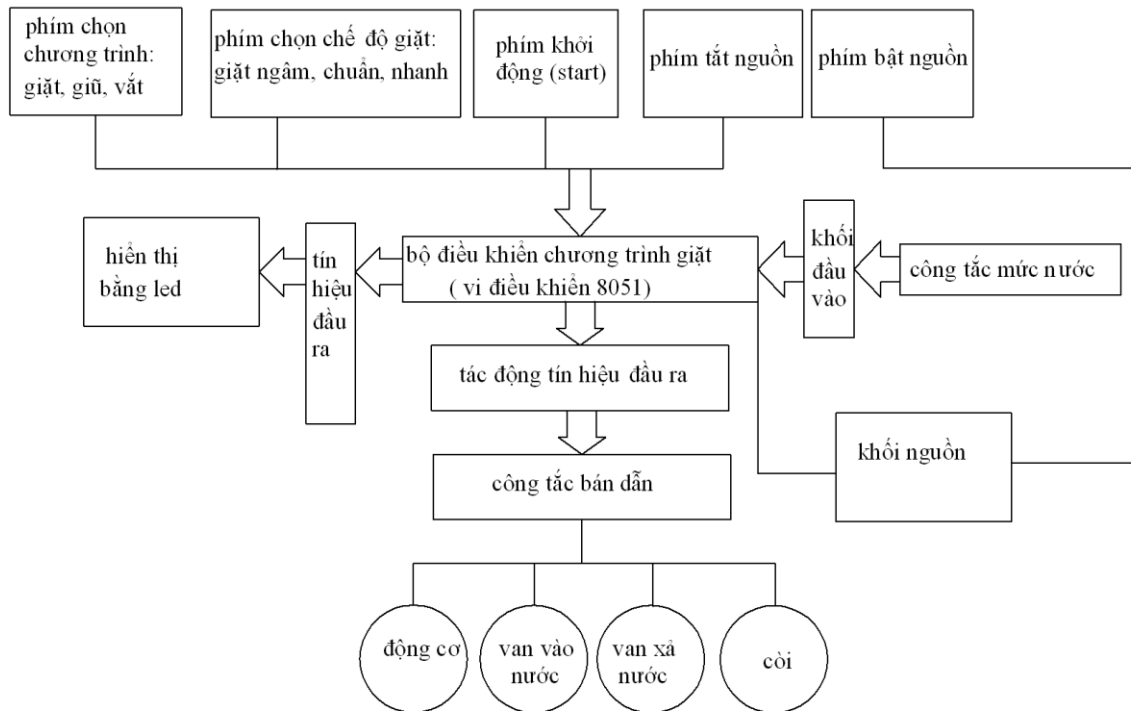 phím chọn
chương trình:
giặt, giũ, vắt
phím chọn chế độ giặt:
giặt ngâm, chuẩn, nhanh
phím khởi
động (start)
phím tắt nguồn
phím bật nguồn
hiển thị
bằng led
tín
hiệu
đầu
ra
bộ điều khiển chương trình giặt
( vi điều khiển 8051)
khối
đầu
vào
công tắc mức nước
tác động tín hiệu đầu ra
khối nguồn
công tắc bán dẫn
động cơ
van vào
nước
van xả
nước
còi